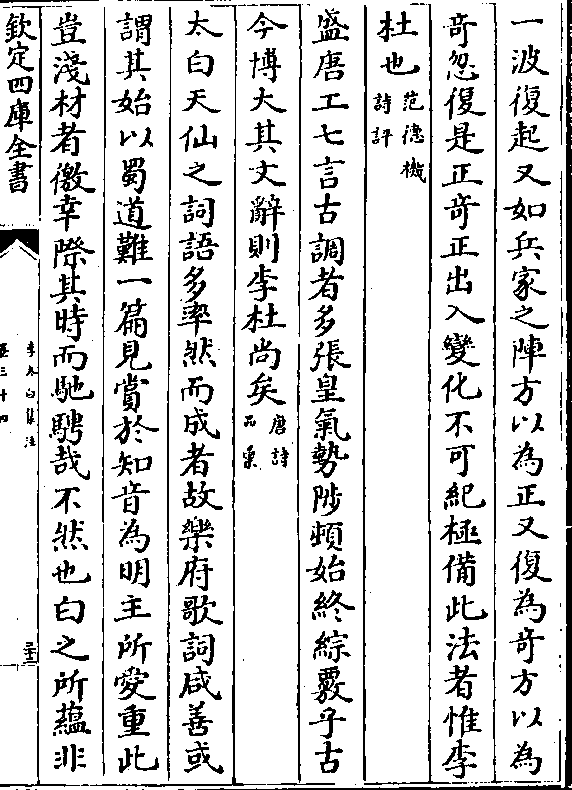 一波復起又如兵家之陣方以為正又復為奇方以為
奇忽復是正奇正出入變化不可紀極備此法者惟李
杜也范德機詩評
盛唐工七言古調者多張皇氣勢陟頓始終綜覈乎古
今博大其文辭則李杜尚矣唐詩品彙
太白天仙之詞語多率然而成者故樂府歌詞咸善或
謂其始以蜀道難一篇見賞於知音為明主所愛重此
豈淺材者徼幸際其時而馳騁哉不然也白之所蘊非
欽定四庫全書
李太白集注
卷三十四